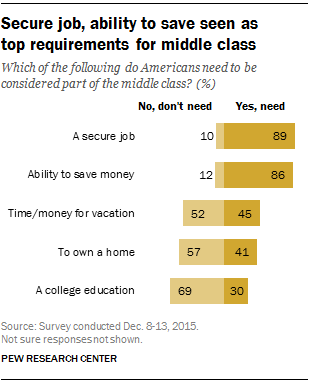 Secure job, ability to save seen as
top requirements for middle class
Which of the following do Americans need to be
considered part of the middle class? (%)
No, don't need Yes, need
A secure job 10 89
Ability to save money 12 86
Time/money for vacation 52 45
To own a home 57 41
A college education 69 30
Source: Survey conducted Dec. 8-13, 2015.
Not sure responses not shown.
PEW RESEARCH CENTER